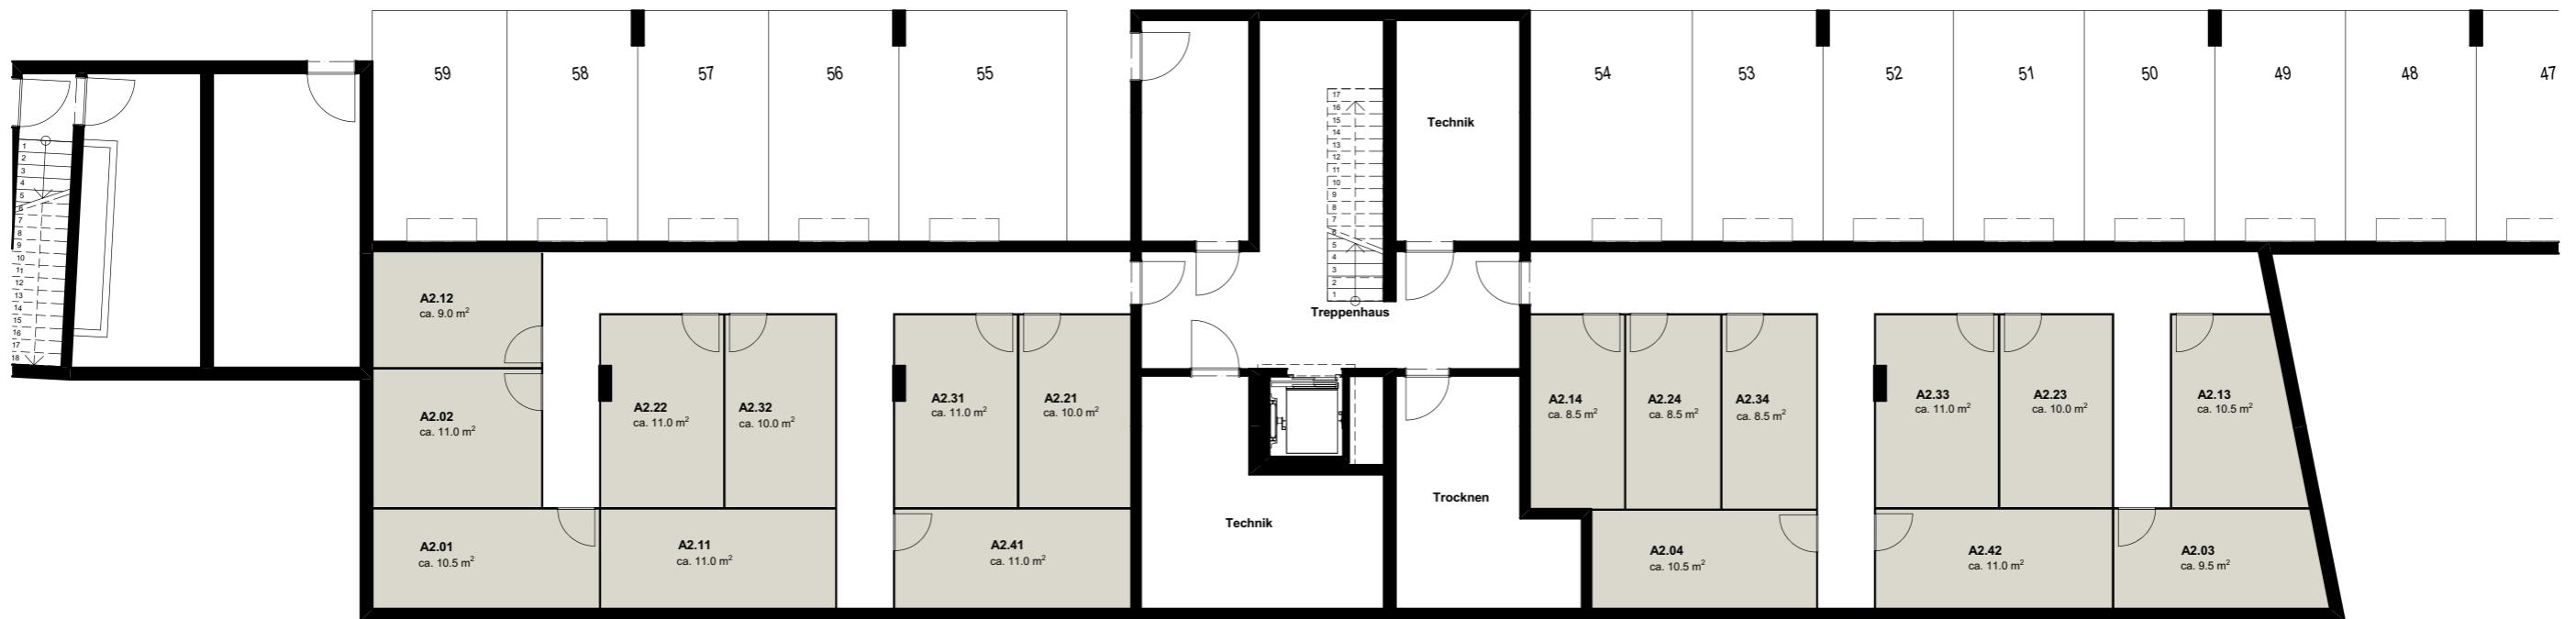 59
58
57
56
55
54
53
52
51
50
49
48
47
Technik
17
16
15
14
13
12
11
10
9
8
7
6
5
4
3
2
1
Treppenhaus
1
2
3
4
5
6
7
8
9
10
11
12
13
14
15
16
17
18
A2.12
ca. 9.0 m²
A2.02
ca. 11.0 m²
A2.01
ca. 10.5 m²
A2.22
ca. 11.0 m²
A2.32
ca. 10.0 m²
A2.11
ca. 11.0 m²
A2.31
ca. 11.0 m²
A2.21
ca. 10.0 m²
A2.41
ca. 11.0 m²
Technik
Trocknen
A2.14
ca. 8.5 m²
A2.24
ca. 8.5 m²
A2.34
ca. 8.5 m²
A2.04
ca. 10.5 m²
A2.33
ca. 11.0 m²
A2.23
ca. 10.0 m²
A2.42
ca. 11.0 m²
A2.13
ca. 10.5 m²
A2.03
ca. 9.5 m²